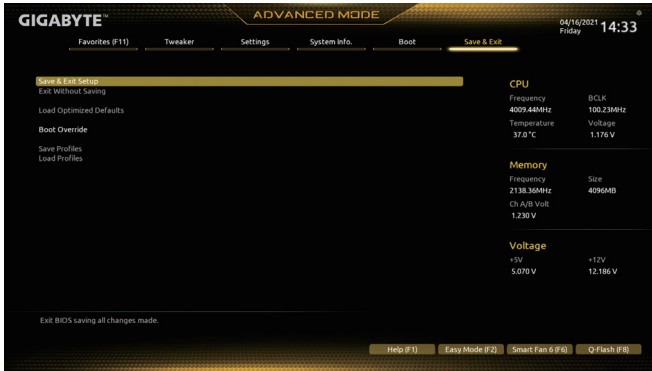 GIGABYTE™
ADVANCED MODE
04/16/2021
Friday
14:33
Favorites (F11) Tweaker Settings System Info. Boot Save & Exit
Save & Exit Setup
Exit Without Saving
Load Optimized Defaults
Boot Override
Save Profiles
Load Profiles
CPU
Frequency BCLK
4009.44MHz 100.23MHz
Temperature Voltage
37.0 °C 1.176 V
Memory
Frequency Size
2138.36MHz 4096MB
Ch A/B Volt
1.230 V
Voltage
+5V +12V
5.070 V 12.186 V
Exit BIOS saving all changes made.
Help (F1) Easy Mode (F2) Smart Fan 6 (F6) Q-Flash (F8)